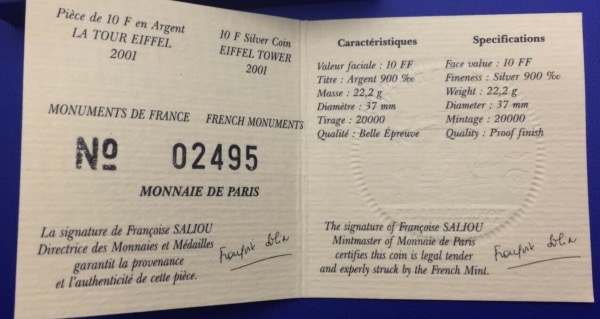 Pièce de 10 F en Argent
LA TOUR EIFFEL
2001
10 F Silver Coin
EIFFEL TOWER
2001
MONUMENTS DE FRANCE
FRENCH MONUMENTS
Nº 02495
MONNAIE DE PARIS
La signature de Françoise SALIOU
Directrice des Monnaies et Médailles
garantit la provenance
et l'authenticité de cette pièce.
Caractéristiques
Valeur faciale : 10 FF
Titre : Argent 900 ‰
Masse : 22,2 g
Diamètre : 37 mm
Tirage : 20000
Qualité : Belle Épreuve
Specifications
Face value : 10 FF
Fineness : Silver 900 ‰
Weight : 22,2 g
Diameter : 37 mm
Mintage : 20000
Quality : Proof finish
The signature of Françoise SALIOU
Mintmaster of Monnaie de Paris
certifies this coin is legal tender
and experly struck by the French Mint.